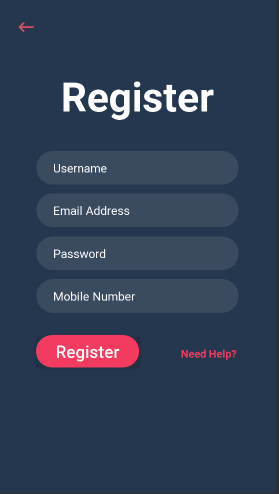 Register
Username
Email Address
Password
Mobile Number
Register
Need Help?